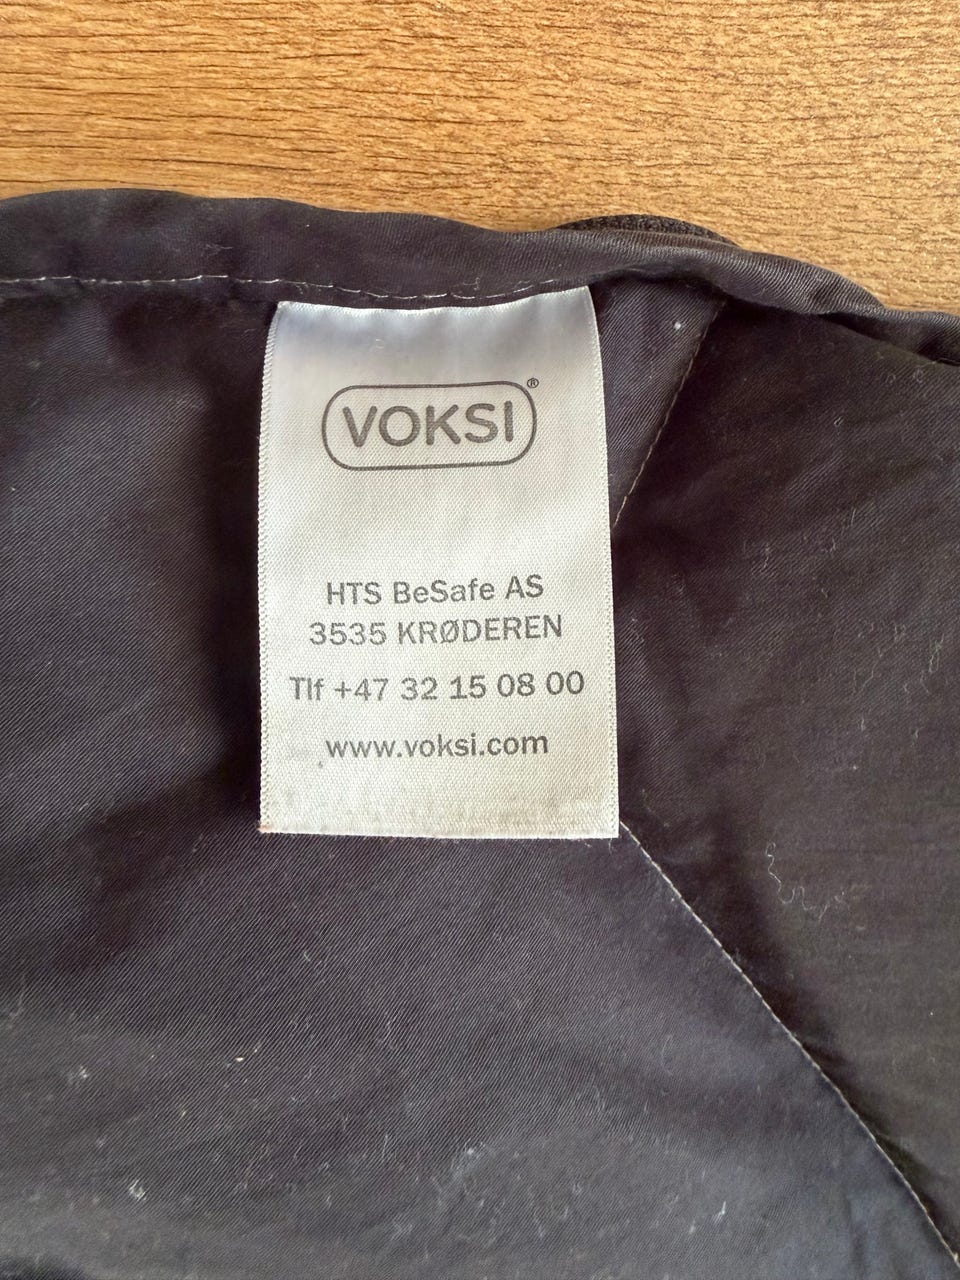 VOKSI®
HTS BeSafe AS
3535 KRØDEREN
Tlf +47 32 15 08 00
www.voksi.com